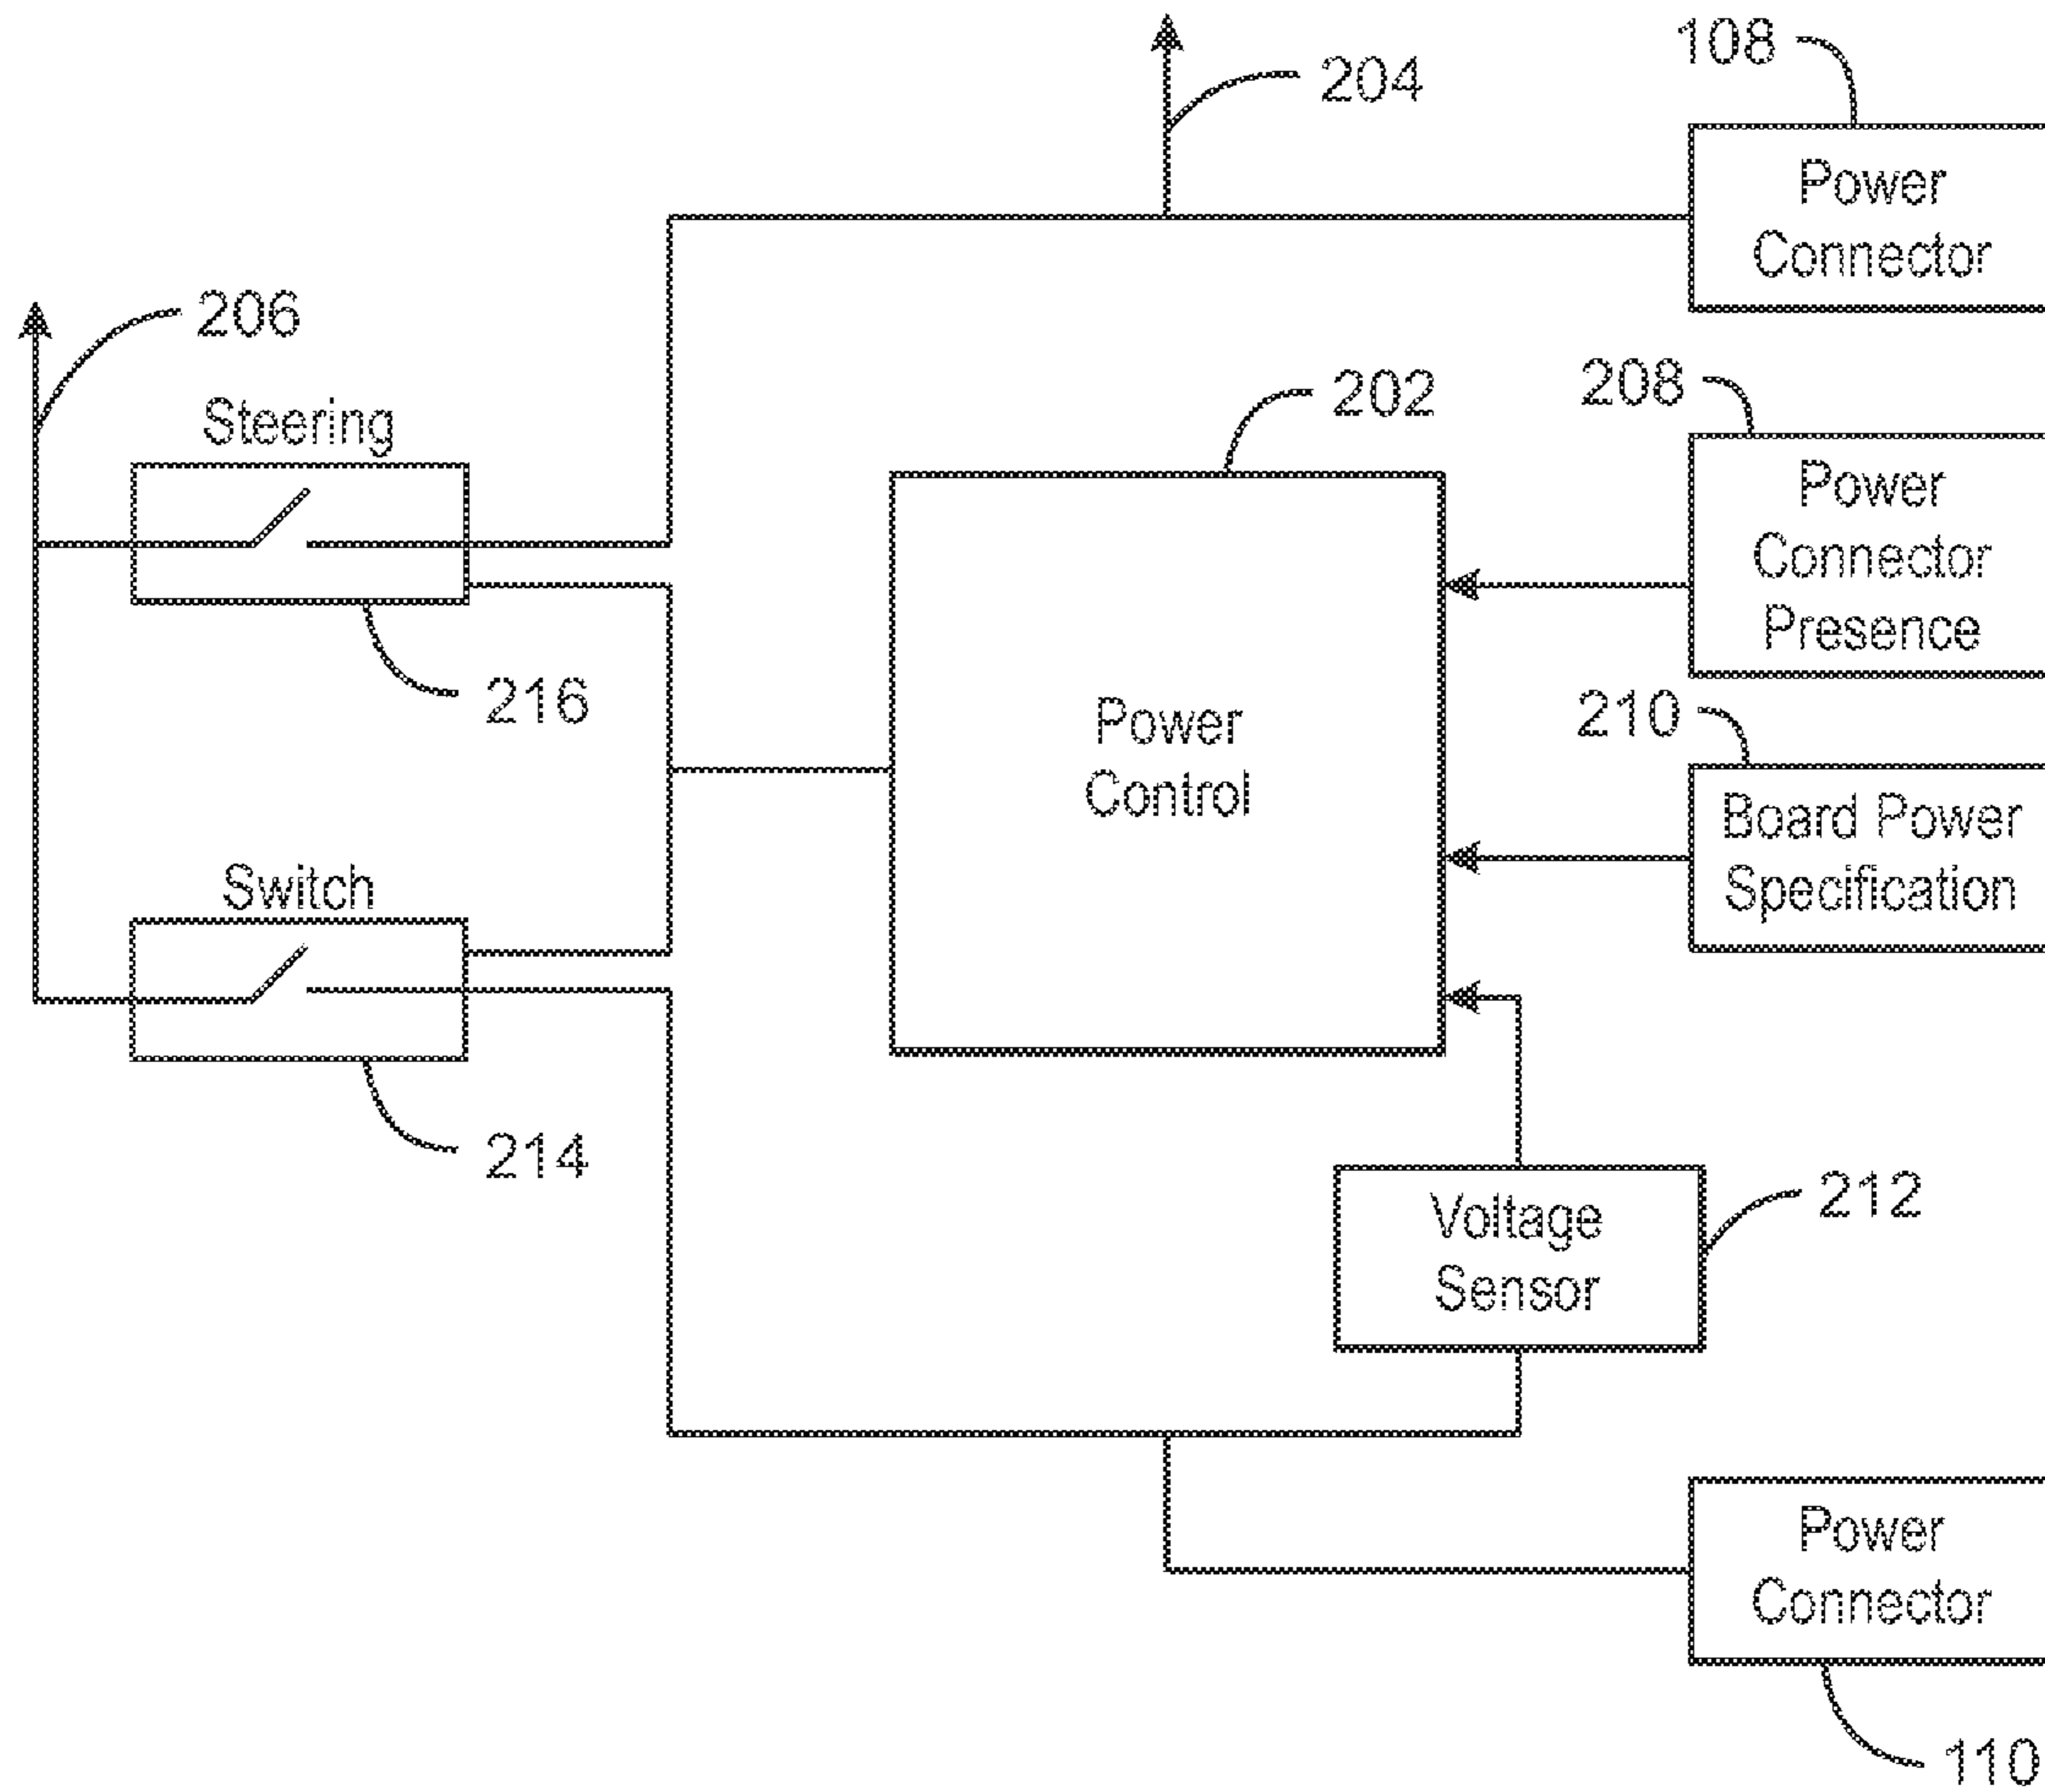 108
204
Power
Connector
206
Steering
202
208
Power
Connector
Presence
216
Power
Control
210
Board Power
Specification
Switch
214
Voltage
Sensor
212
Power
Connector
110